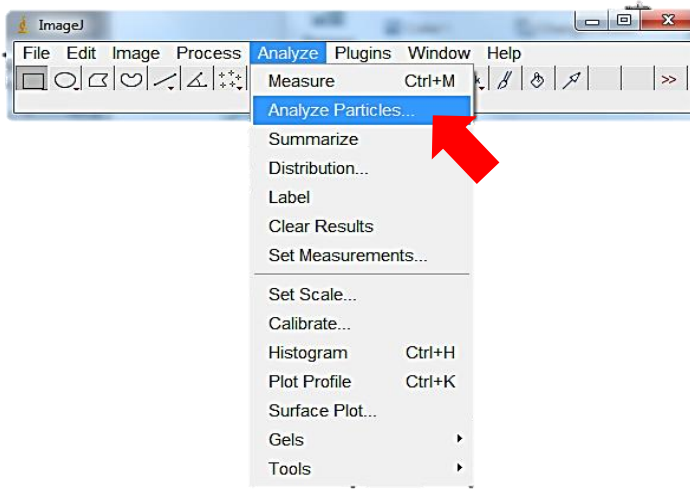 ImageJ
File Edit Image Process Analyze Plugins Window Help
>>
Measure Ctrl+M
Analyze Particles...
Summarize
Distribution...
Label
Clear Results
Set Measurements...
Set Scale...
Calibrate...
Histogram Ctrl+H
Plot Profile Ctrl+K
Surface Plot...
Gels
Tools